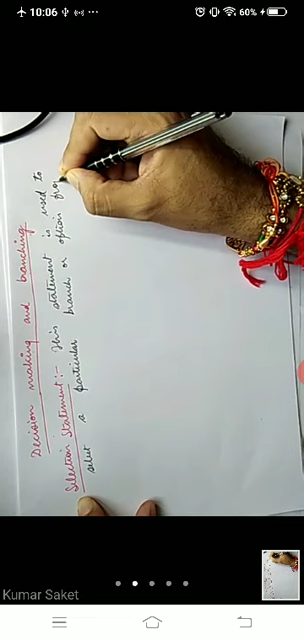 10:06
60%
Decision making and branching
Selection Statement:- This statement is used to
select a particular branch or option from
Kumar Saket